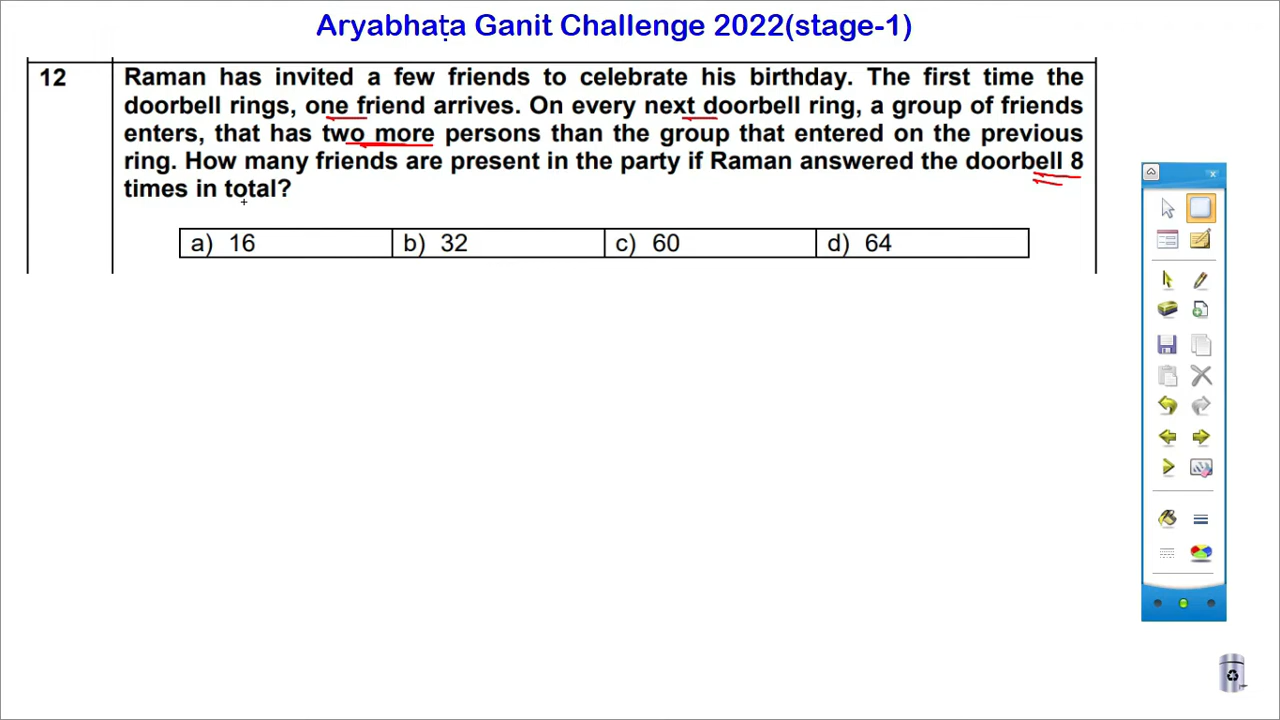 Aryabhaṭa Ganit Challenge 2022(stage-1)
12
Raman has invited a few friends to celebrate his birthday. The first time the
doorbell rings, one friend arrives. On every next doorbell ring, a group of friends
enters, that has two more persons than the group that entered on the previous
ring. How many friends are present in the party if Raman answered the doorbell 8
times in total?
a) 16 b) 32 c) 60 d) 64